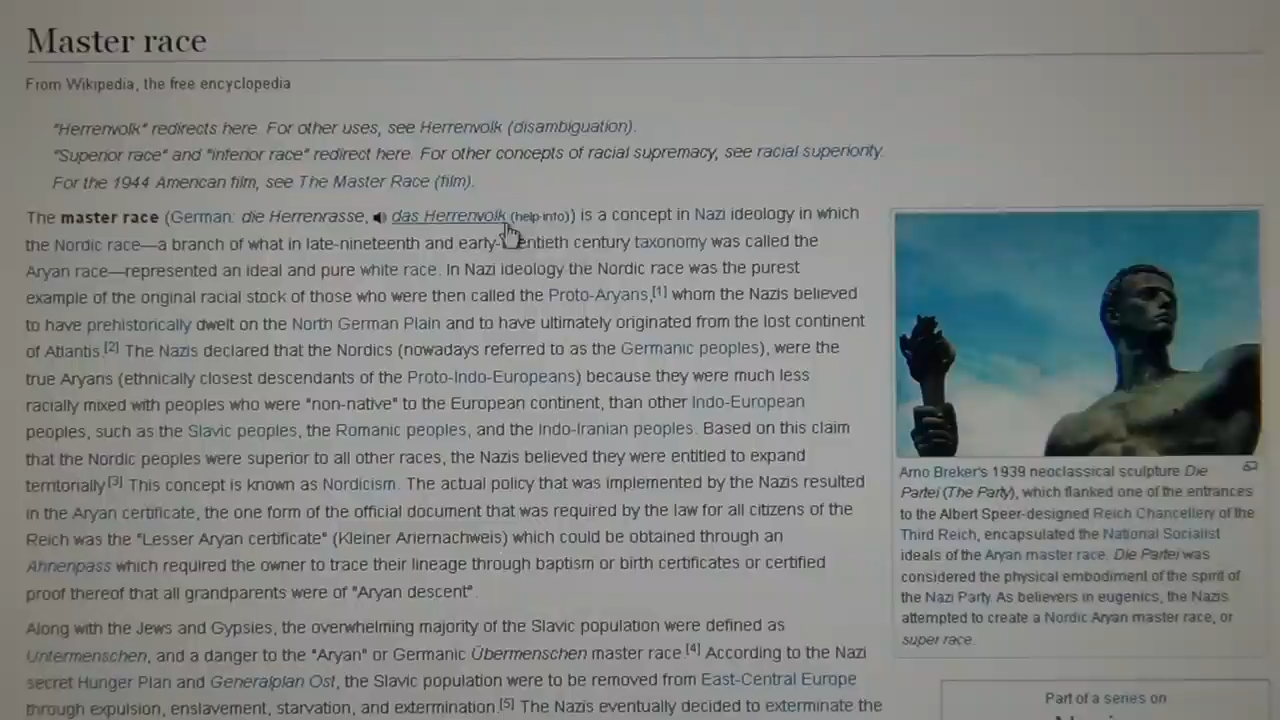 Master race
From Wikipedia, the free encyclopedia
"Herrenvolk" redirects here. For other uses, see Herrenvolk (disambiguation).
"Superior race" and "inferior race" redirect here. For other concepts of racial supremacy, see racial superiority.
For the 1944 American film, see The Master Race (film).
The master race (German: die Herrenrasse, das Herrenvolk (help·info)) is a concept in Nazi ideology in which
the Nordic race—a branch of what in late-nineteenth and early- entieth century taxonomy was called the
Aryan race—represented an ideal and pure white race. In Nazi ideology the Nordic race was the purest
example of the original racial stock of those who were then called the Proto-Aryans,[1] whom the Nazis believed
to have prehistorically dwelt on the North German Plain and to have ultimately originated from the lost continent
of Atlantis.[2] The Nazis declared that the Nordics (nowadays referred to as the Germanic peoples), were the
true Aryans (ethnically closest descendants of the Proto-Indo-Europeans) because they were much less
racially mixed with peoples who were "non-native" to the European continent, than other Indo-European
peoples, such as the Slavic peoples, the Romanic peoples, and the Indo-Iranian peoples. Based on this claim
that the Nordic peoples were superior to all other races, the Nazis believed they were entitled to expand
territorially.[3] This concept is known as Nordicism. The actual policy that was implemented by the Nazis resulted
in the Aryan certificate, the one form of the official document that was required by the law for all citizens of the
Reich was the "Lesser Aryan certificate" (Kleiner Ariernachweis) which could be obtained through an
Ahnenpass which required the owner to trace their lineage through baptism or birth certificates or certified
proof thereof that all grandparents were of "Aryan descent".
Along with the Jews and Gypsies, the overwhelming majority of the Slavic population were defined as
Untermenschen, and a danger to the "Aryan" or Germanic Übermenschen master race.[4] According to the Nazi
secret Hunger Plan and Generalplan Ost, the Slavic population were to be removed from East-Central Europe
through expulsion, enslavement, starvation, and extermination.[5] The Nazis eventually decided to exterminate the
Arno Breker's 1939 neoclassical sculpture Die
Partei (The Party), which flanked one of the entrances
to the Albert Speer-designed Reich Chancellery of the
Third Reich, encapsulated the National Socialist
ideals of the Aryan master race. Die Partei was
considered the physical embodiment of the spirit of
the Nazi Party. As believers in eugenics, the Nazis
attempted to create a Nordic Aryan master race, or
super race.
Part of a series on